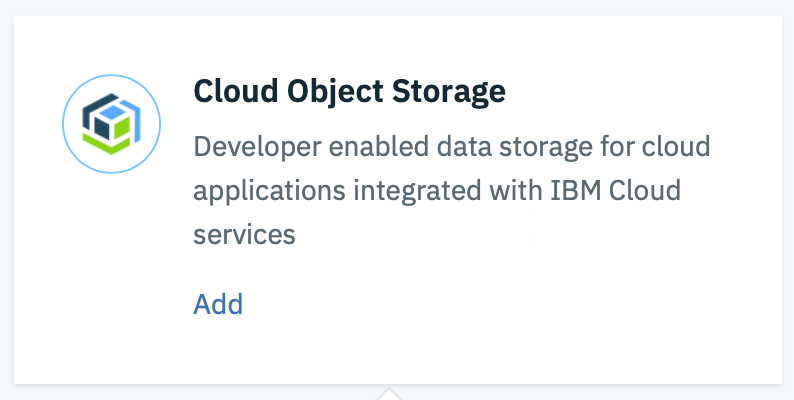 Cloud Object Storage
Developer enabled data storage for cloud
applications integrated with IBM Cloud
services
Add